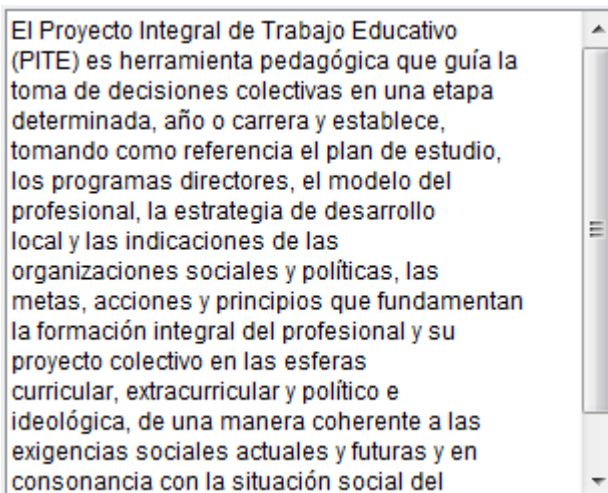 El Proyecto Integral de Trabajo Educativo
(PITE) es herramienta pedagógica que guía la
toma de decisiones colectivas en una etapa
determinada, año o carrera y establece,
tomando como referencia el plan de estudio,
los programas directores, el modelo del
profesional, la estrategia de desarrollo
local y las indicaciones de las
organizaciones sociales y políticas, las
metas, acciones y principios que fundamentan
la formación integral del profesional y su
proyecto colectivo en las esferas
curricular, extracurricular y político e
ideológica, de una manera coherente a las
exigencias sociales actuales y futuras y en
consonancia con la situación social del